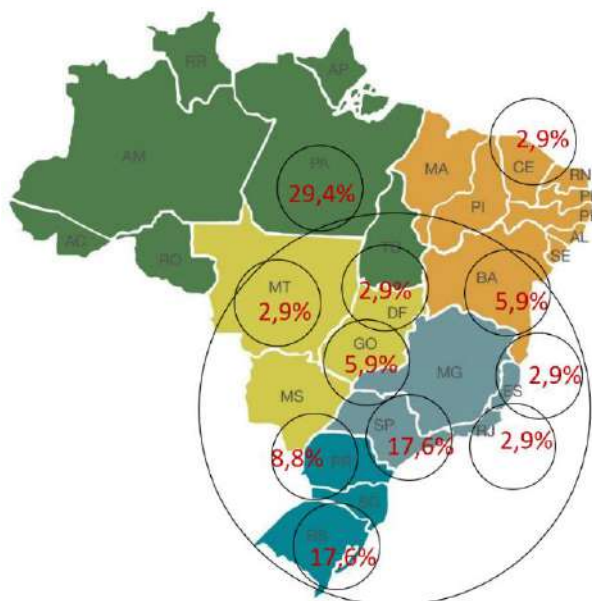 RR
AP
AM
PA
29,4%
MA
2,9%
CE
RN
PI
AC
RO
TO
AL
SE
BA
5,9%
MT
2,9%
2,9%
DF
GO
5,9%
MG
2,9%
ES
MS
SP
17,6%
RJ
2,9%
8,8%
PR
SC
RS
17,6%